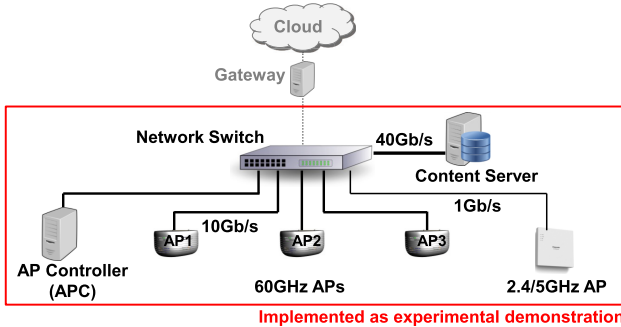 Cloud
Gateway
Network Switch
40Gb/s
Content Server
10Gb/s
1Gb/s
AP1
AP2
AP3
AP Controller
(APC)
60GHz APs
2.4/5GHz AP
Implemented as experimental demonstration